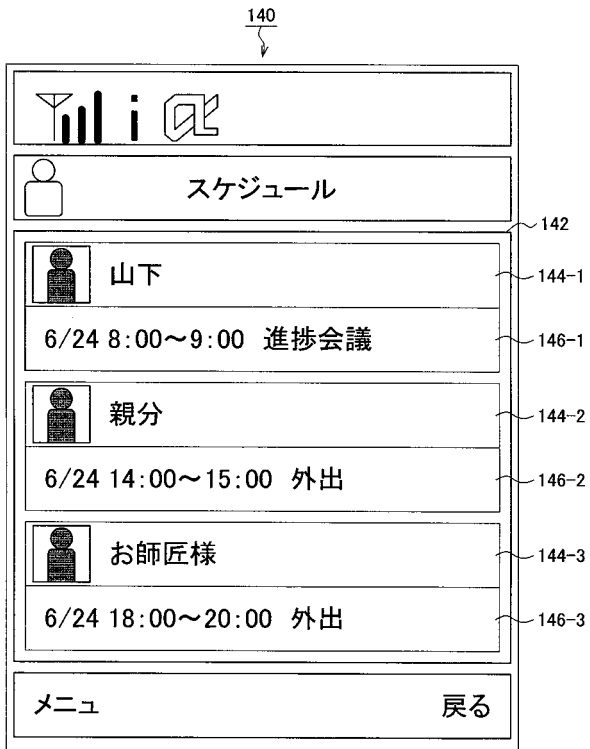 140
i α
スケジュール
142
山下
144-1
6/24 8:00～9:00 進捗会議
146-1
親分
144-2
6/24 14:00～15:00 外出
146-2
お師匠様
144-3
6/24 18:00～20:00 外出
146-3
メニュ
戻る